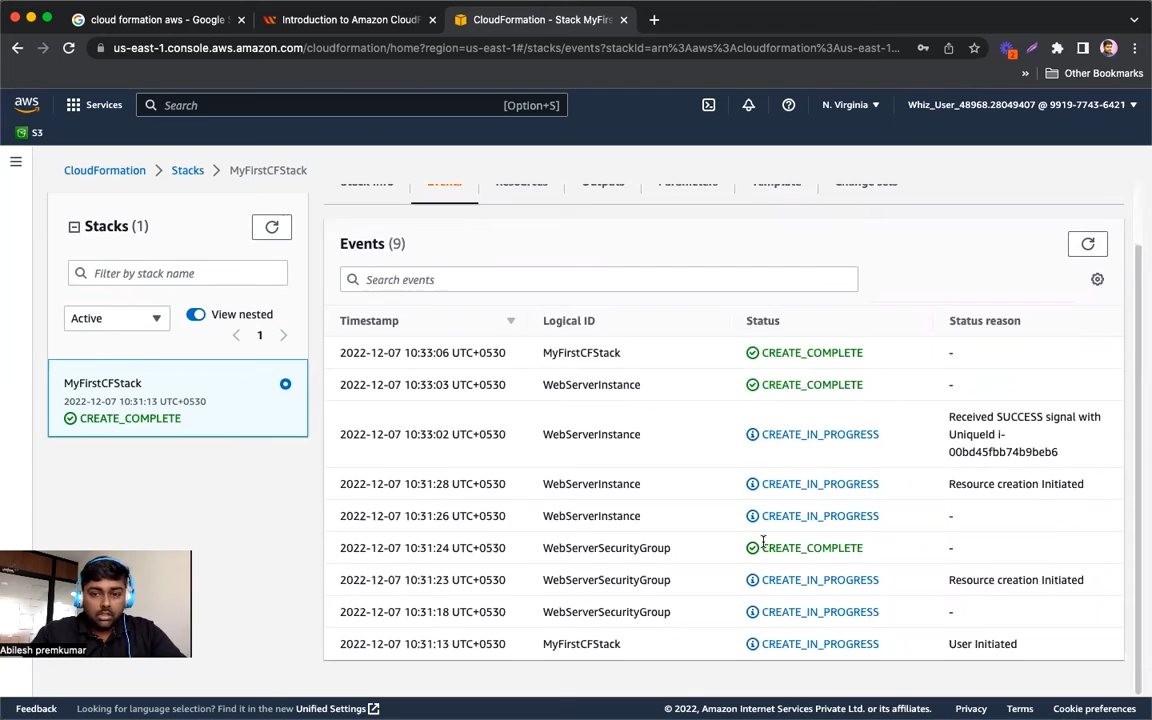 cloud formation aws - Google S
Introduction to Amazon CloudF
CloudFormation - Stack MyFirs
us-east-1.console.aws.amazon.com/cloudformation/home?region=us-east-1#/stacks/events?stackId=arn%3Aaws%3Acloudformation%3Aus-east-1...
2
» Other Bookmarks
aws Services Search [Option+S] N. Virginia Whiz_User_48968.28049407 @ 9919-7743-6421
S3
CloudFormation > Stacks > MyFirstCFStack
Stack info Events Resources Outputs Parameters Template Change sets
Stacks (1)
Filter by stack name
Active View nested
1
MyFirstCFStack
2022-12-07 10:31:13 UTC+0530
CREATE_COMPLETE
Events (9)
Search events
Timestamp Logical ID Status Status reason
2022-12-07 10:33:06 UTC+0530 MyFirstCFStack CREATE_COMPLETE -
2022-12-07 10:33:03 UTC+0530 WebServerInstance CREATE_COMPLETE -
2022-12-07 10:33:02 UTC+0530 WebServerInstance CREATE_IN_PROGRESS Received SUCCESS signal with
UniqueId i-
00bd45fbb74b9beb6
2022-12-07 10:31:28 UTC+0530 WebServerInstance CREATE_IN_PROGRESS Resource creation Initiated
2022-12-07 10:31:26 UTC+0530 WebServerInstance CREATE_IN_PROGRESS -
2022-12-07 10:31:24 UTC+0530 WebServerSecurityGroup CREATE_COMPLETE -
2022-12-07 10:31:23 UTC+0530 WebServerSecurityGroup CREATE_IN_PROGRESS Resource creation Initiated
2022-12-07 10:31:18 UTC+0530 WebServerSecurityGroup CREATE_IN_PROGRESS -
2022-12-07 10:31:13 UTC+0530 MyFirstCFStack CREATE_IN_PROGRESS User Initiated
Abilesh premkumar
Feedback Looking for language selection? Find it in the new Unified Settings © 2022, Amazon Internet Services Private Ltd. or its affiliates. Privacy Terms Cookie preferences